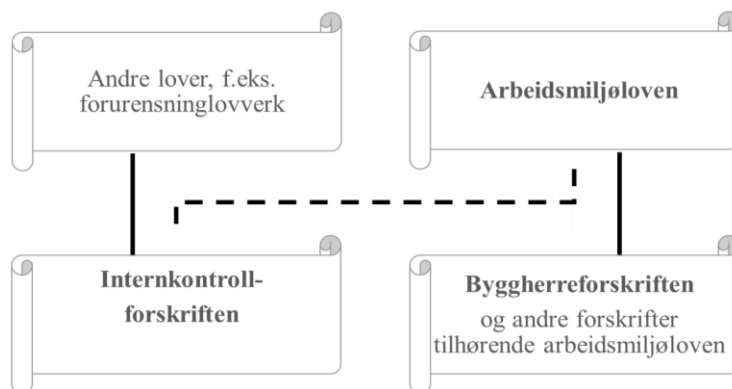 Andre lover, f.eks.
forurensninglovverk
Arbeidsmiljøloven
Internkontroll-
forskriften
Byggherreforskriften
og andre forskrifter
tilhørende arbeidsmiljøloven